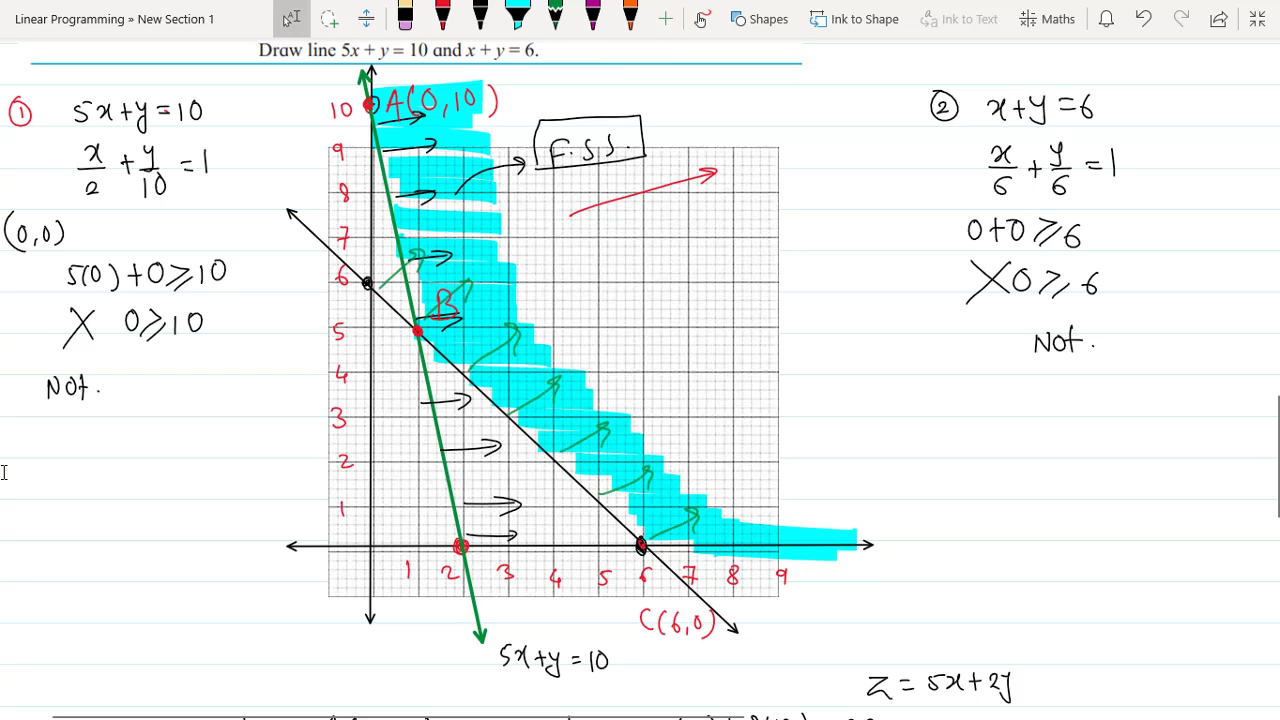 Linear Programming » New Section 1
Shapes
Ink to Shape
Ink to Text
Maths
Draw line 5x + y = 10 and x + y = 6.
① 5x+y=10
x/2 + y/10 = 1
(0,0)
5(0)+0≥10
X 0≥10
Not.
A(0,10)
F.S.S.
10
9
8
7
6
5
4
3
2
1
B
1 2 3 4 5 6 7 8 9
C(6,0)
5x+y=10
② x+y=6
x/6 + y/6 = 1
0+0≥6
X 0≥6
Not.
Z = 5x+2y